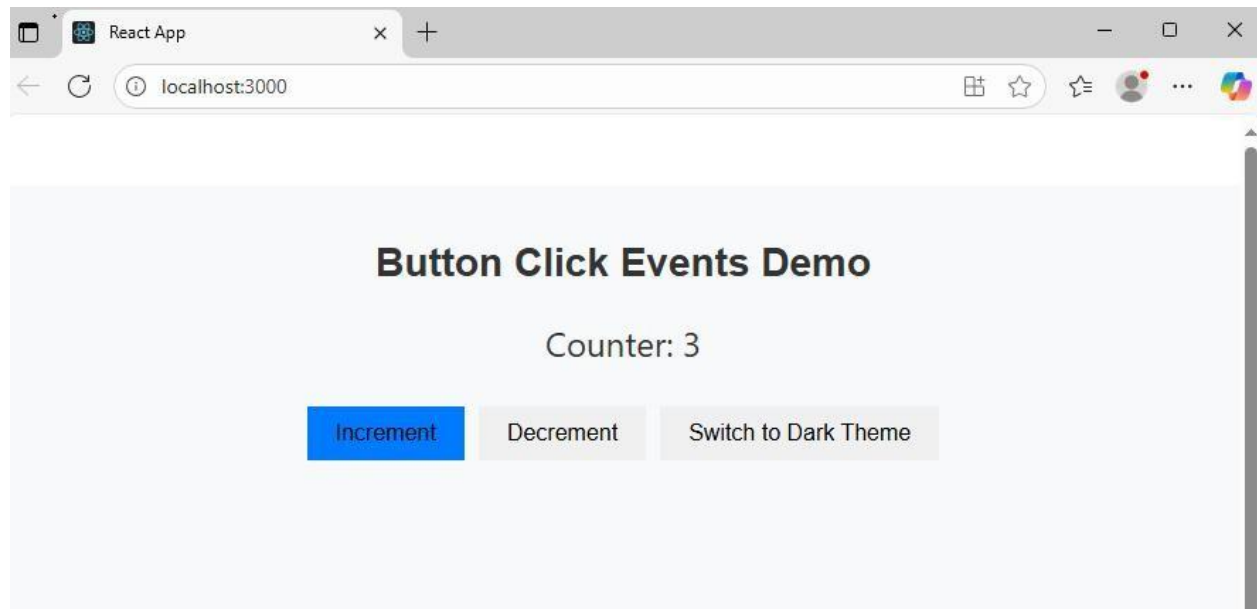 React App
localhost:3000
Button Click Events Demo
Counter: 3
Increment Decrement Switch to Dark Theme